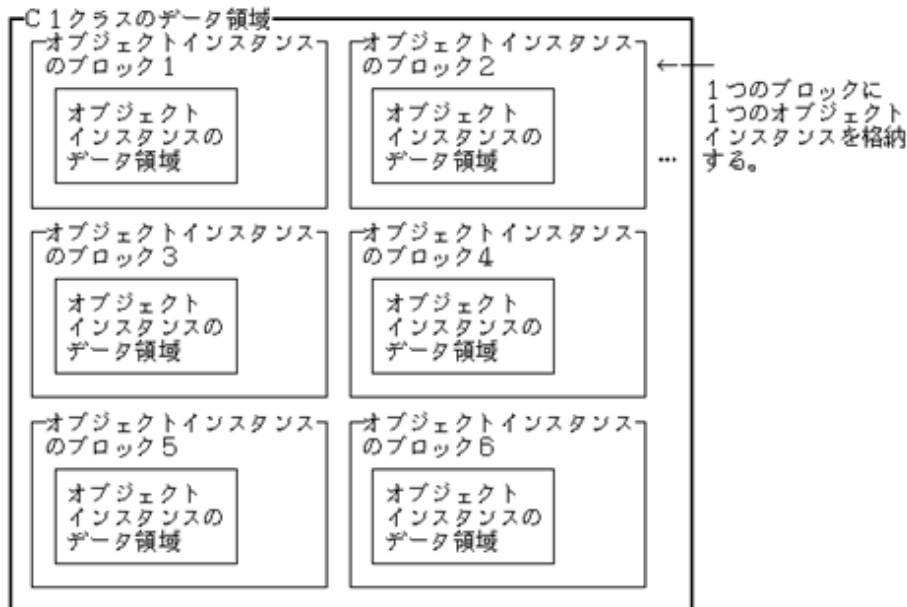 C1クラスのデータ領域
オブジェクトインスタンス
のブロック1
オブジェクト
インスタンスの
データ領域
オブジェクトインスタンス
のブロック2
オブジェクト
インスタンスの
データ領域
←
1つのブロックに
1つのオブジェクト
インスタンスを格納
する。
…
オブジェクトインスタンス
のブロック3
オブジェクト
インスタンスの
データ領域
オブジェクトインスタンス
のブロック4
オブジェクト
インスタンスの
データ領域
オブジェクトインスタンス
のブロック5
オブジェクト
インスタンスの
データ領域
オブジェクトインスタンス
のブロック6
オブジェクト
インスタンスの
データ領域